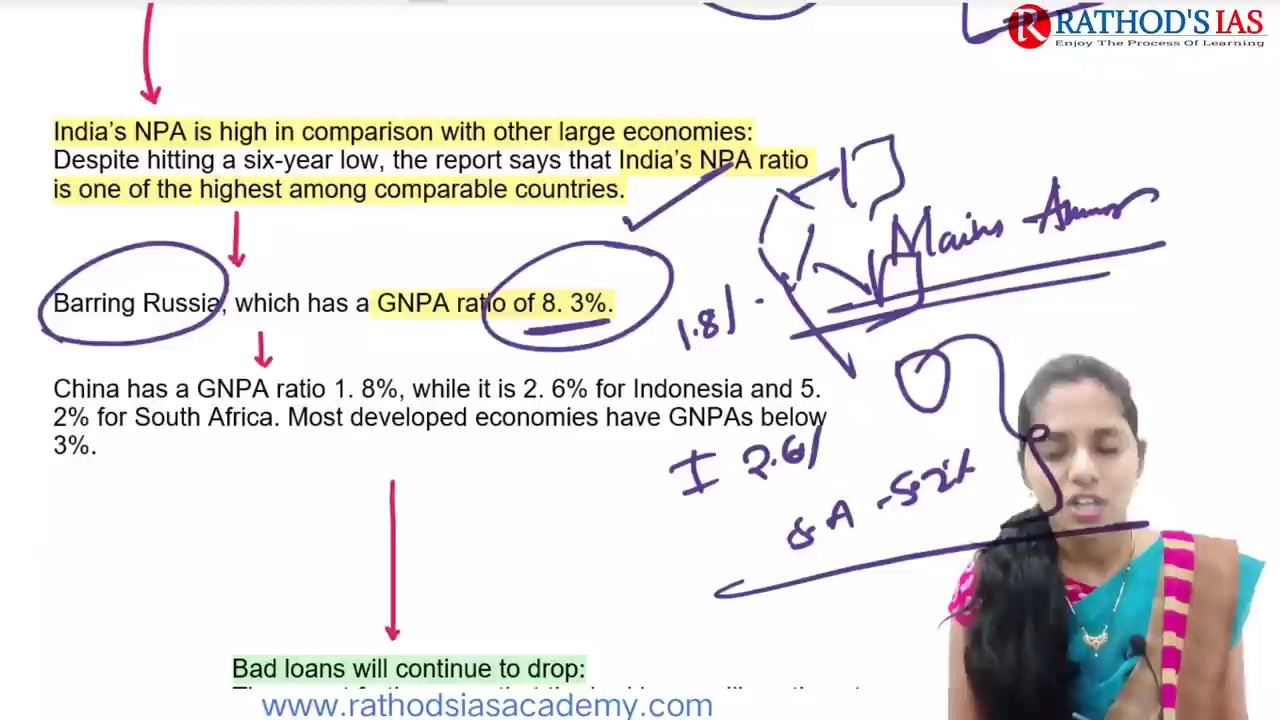 RATHOD'S IAS
Enjoy The Process Of Learning
India's NPA is high in comparison with other large economies:
Despite hitting a six-year low, the report says that India's NPA ratio
is one of the highest among comparable countries.
Mains
Barring Russia, which has a GNPA ratio of 8. 3%.
1.8%
China has a GNPA ratio 1. 8%, while it is 2. 6% for Indonesia and 5.
2% for South Africa. Most developed economies have GNPAs below
3%.
I 2.6%
SA - 5.2%
Bad loans will continue to drop:
www.rathodsiasacademy.com